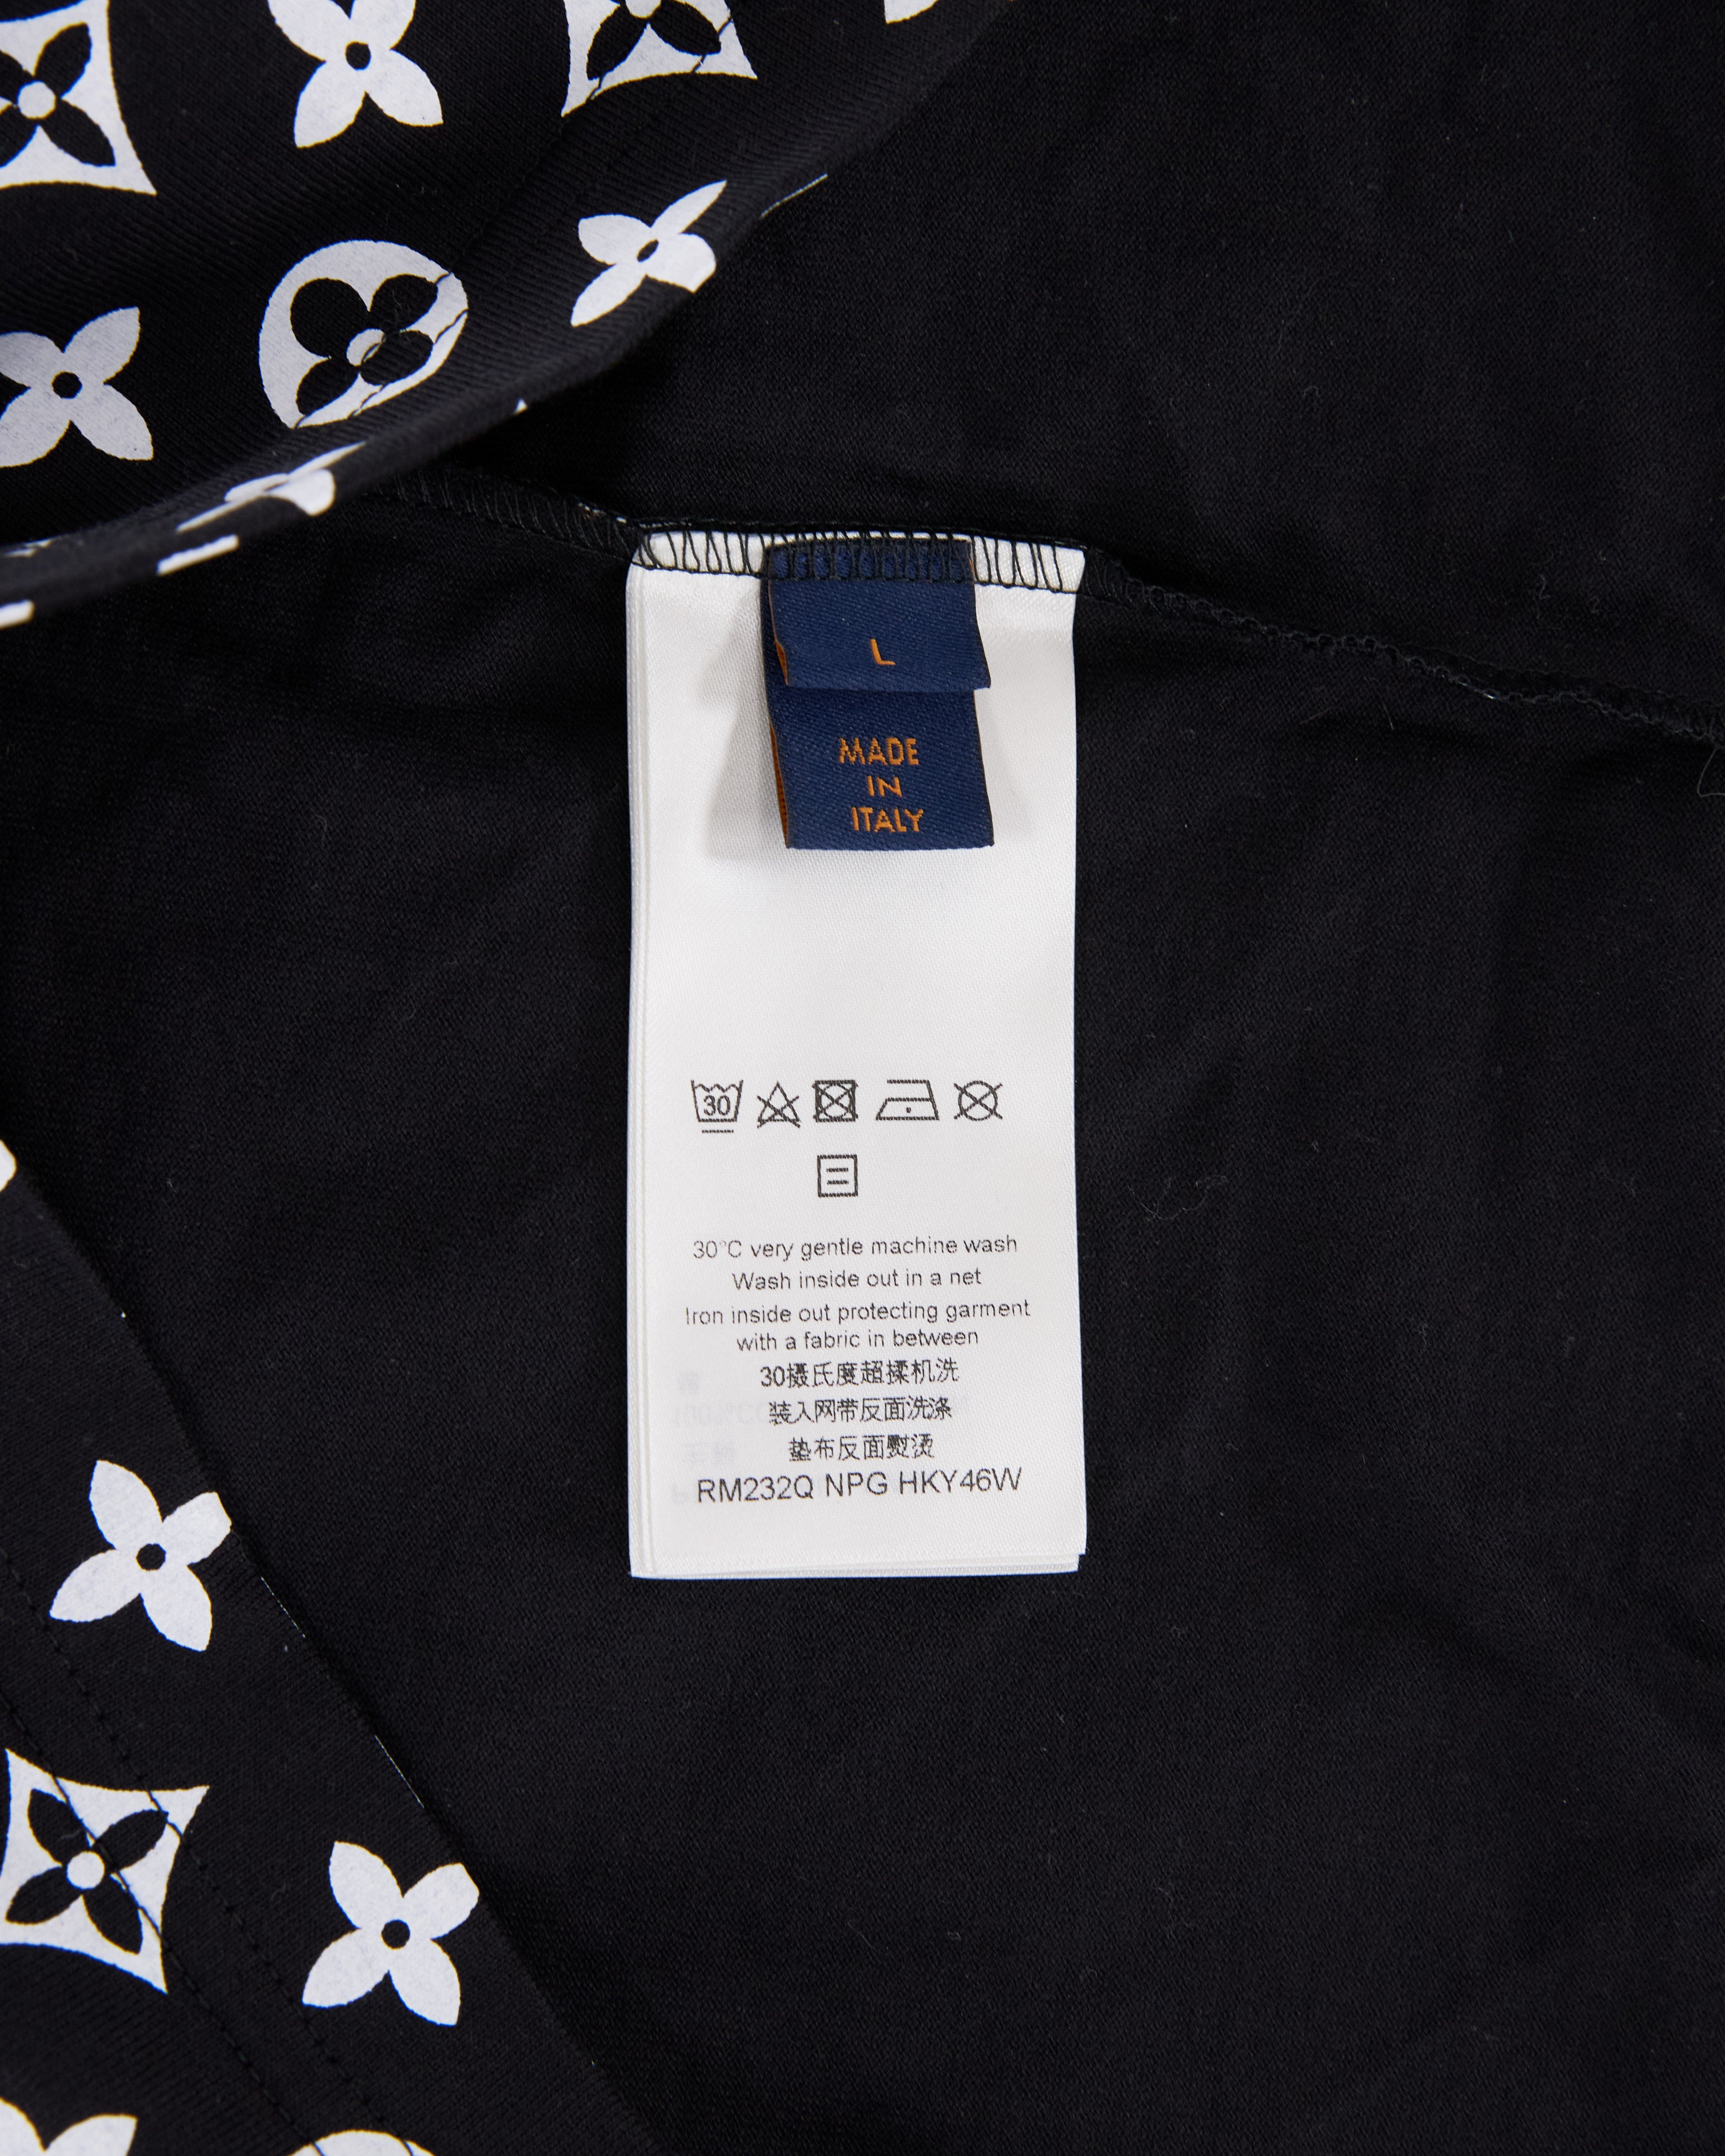 L
MADE
IN
ITALY
30
30°C very gentle machine wash
Wash inside out in a net
Iron inside out protecting garment
with a fabric in between
30摄氏度超揉机洗
装入网带反面洗涤
垫布反面熨烫
RM232Q NPG HKY46W